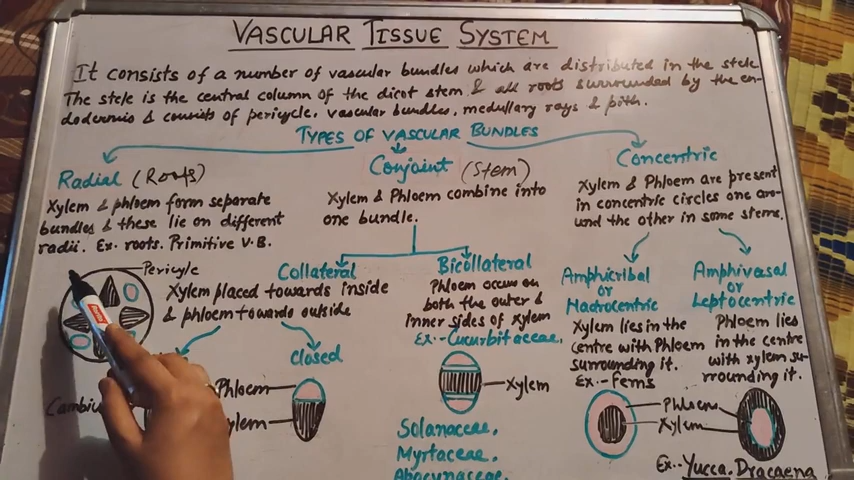 VASCULAR TISSUE SYSTEM
It consists of a number of vascular bundles which are distributed in the stele
The stele is the central column of the dicot stem & all roots surrounded by the en-
dodermis & consists of pericycle, vascular bundles, medullary rays & pith.
TYPES OF VASCULAR BUNDLES
Radial (Roots)
Xylem & phloem form separate
bundles & these lie on different
radii. Ex. roots. Primitive V.B.
Pericycle
Conjoint (Stem)
Xylem & Phloem combine into
one bundle.
Collateral
Xylem placed towards inside
& phloem towards outside
Closed
Phloem
Xylem
Bicollateral
Phloem occurs on
both the outer &
inner sides of xylem
Ex.- Cucurbitaceae,
Xylem
Solanaceae,
Myrtaceae,
Apocynaceae.
Concentric
Xylem & Phloem are present
in concentric circles one aro-
und the other in some stems.
Amphicribal
or
Hadrocentric
Xylem lies in the
centre with Phloem
surrounding it.
Ex.- Ferns
Amphivasal
or
Leptocentric
Phloem lies
in the centre
with xylem su-
rrounding it.
Phloem
Xylem
Ex.- Yucca, Dracaena